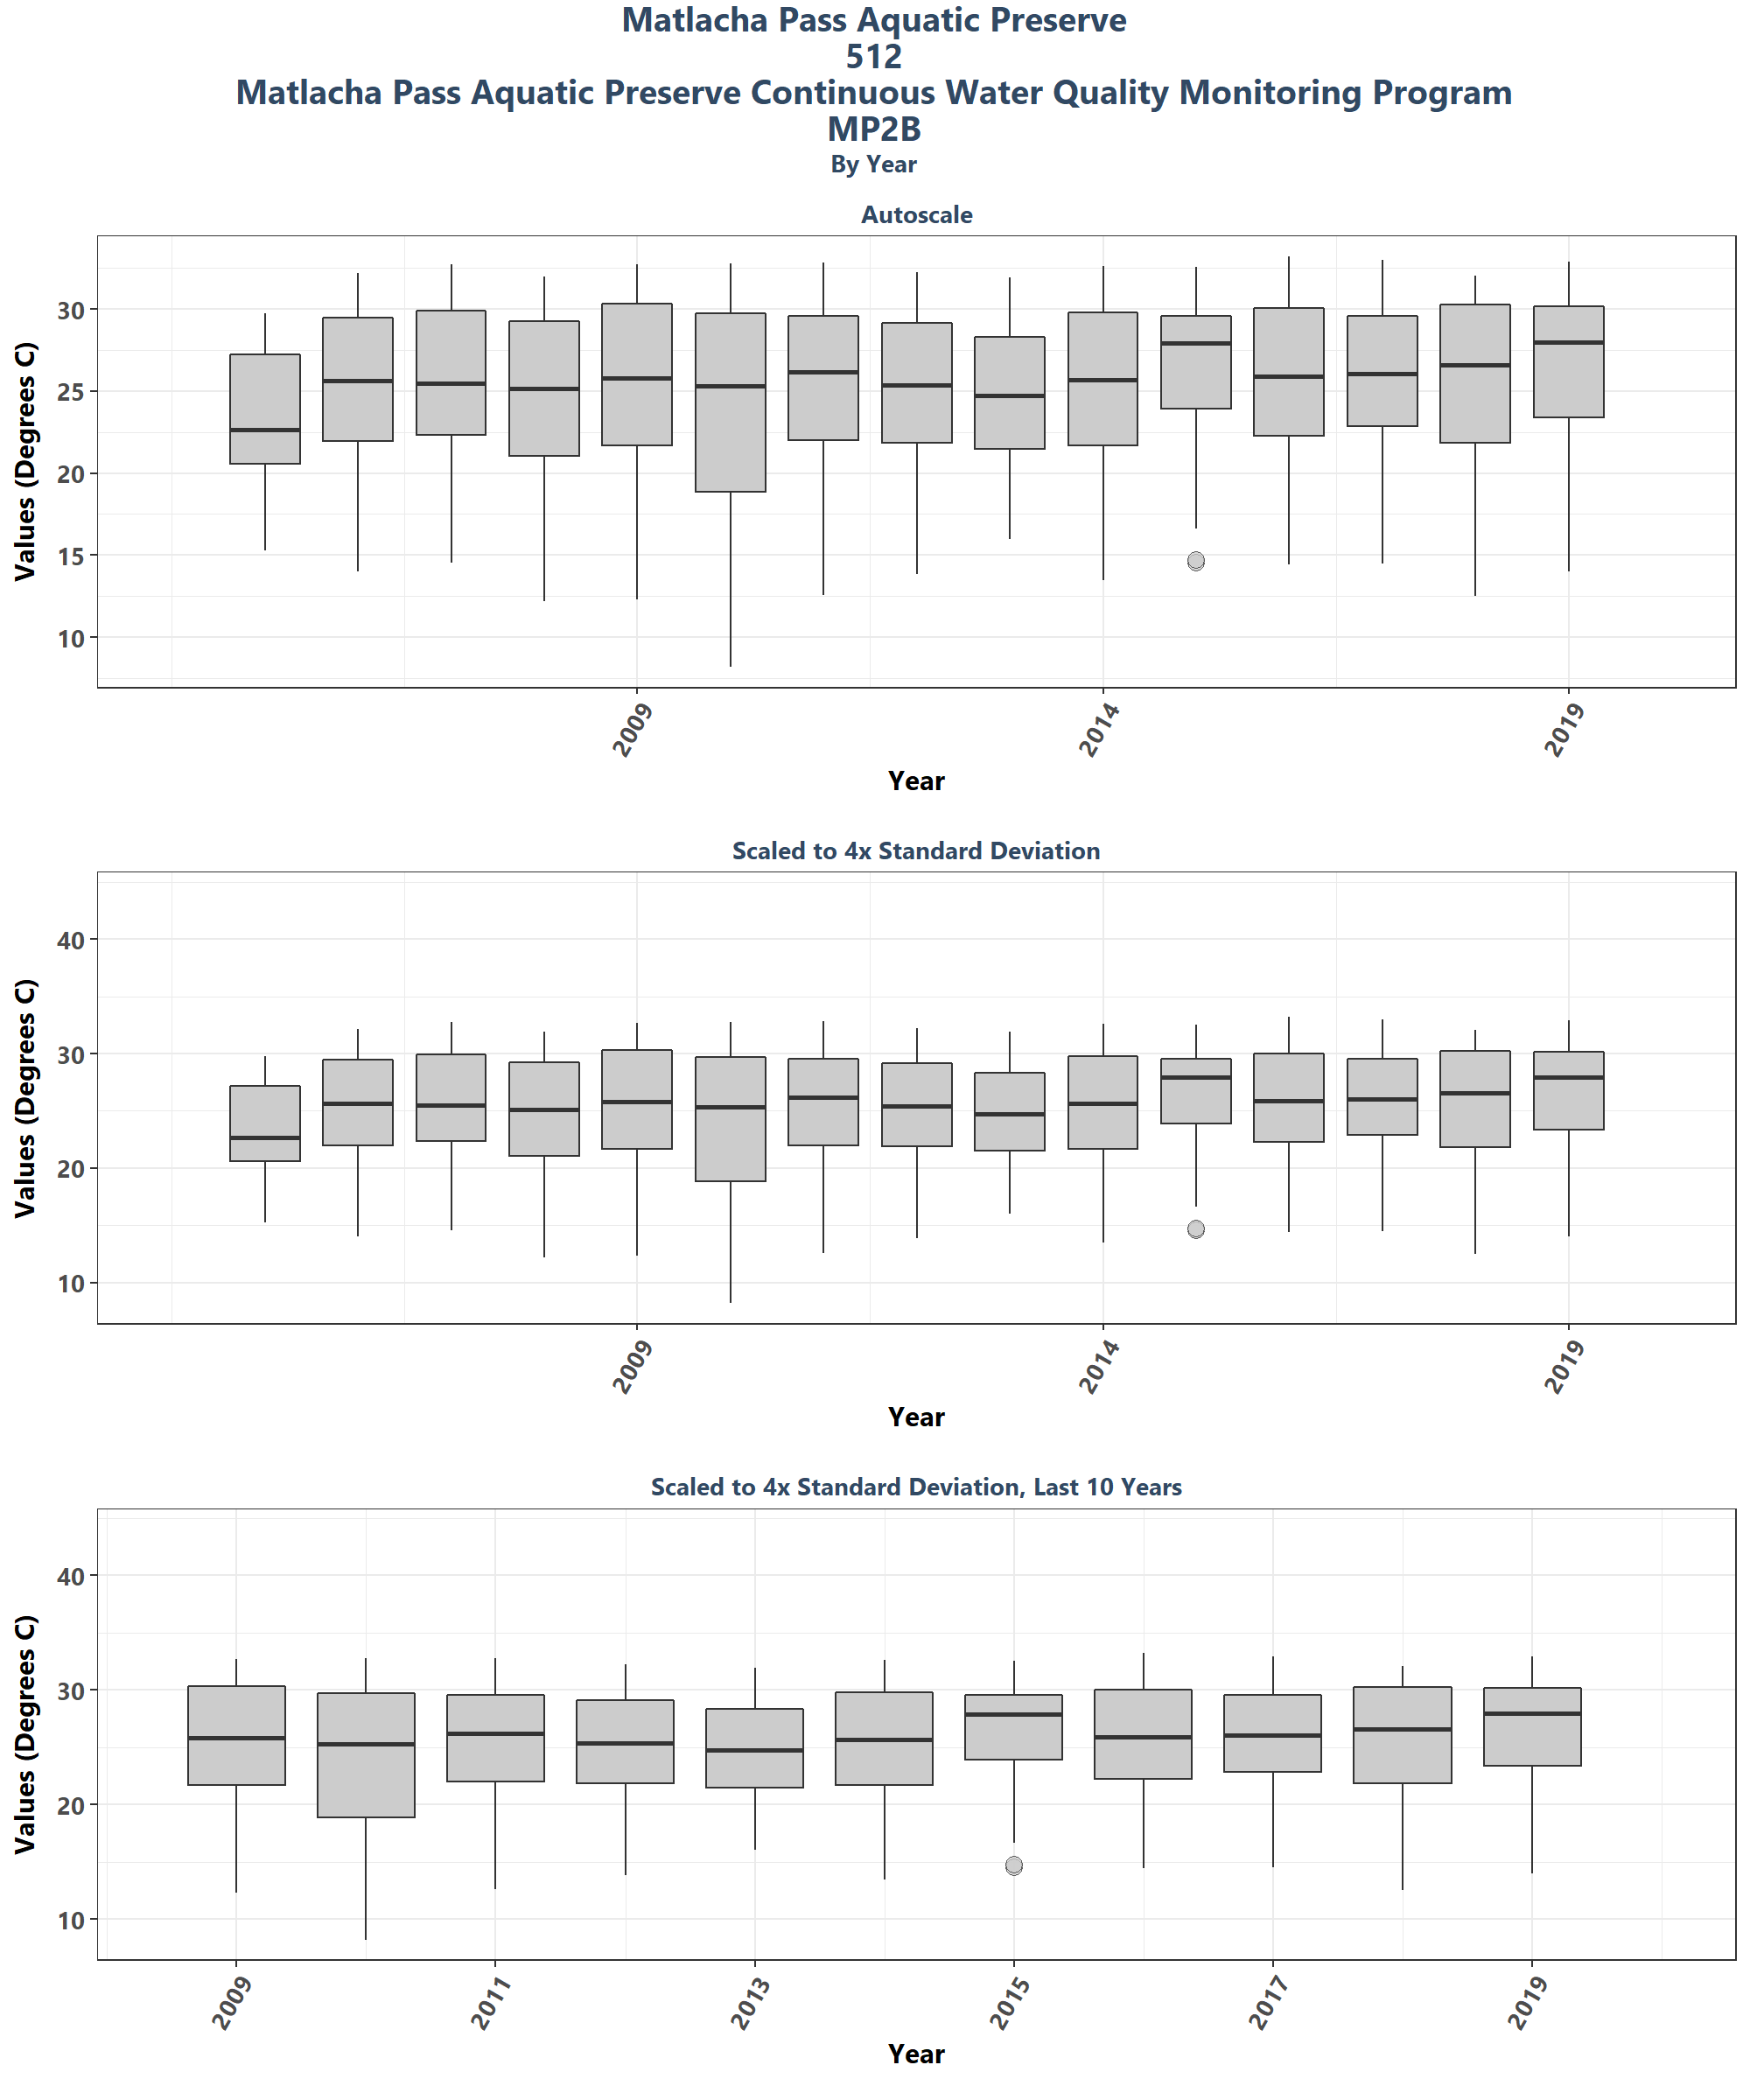 Matlacha Pass Aquatic Preserve
512
Matlacha Pass Aquatic Preserve Continuous Water Quality Monitoring Program
MP2B
By Year
Autoscale
Values (Degrees C)
30
25
20
15
10
2009
2014
2019
Year
Scaled to 4x Standard Deviation
Values (Degrees C)
40
30
20
10
2009
2014
2019
Year
Scaled to 4x Standard Deviation, Last 10 Years
Values (Degrees C)
40
30
20
10
2009
2011
2013
2015
2017
2019
Year